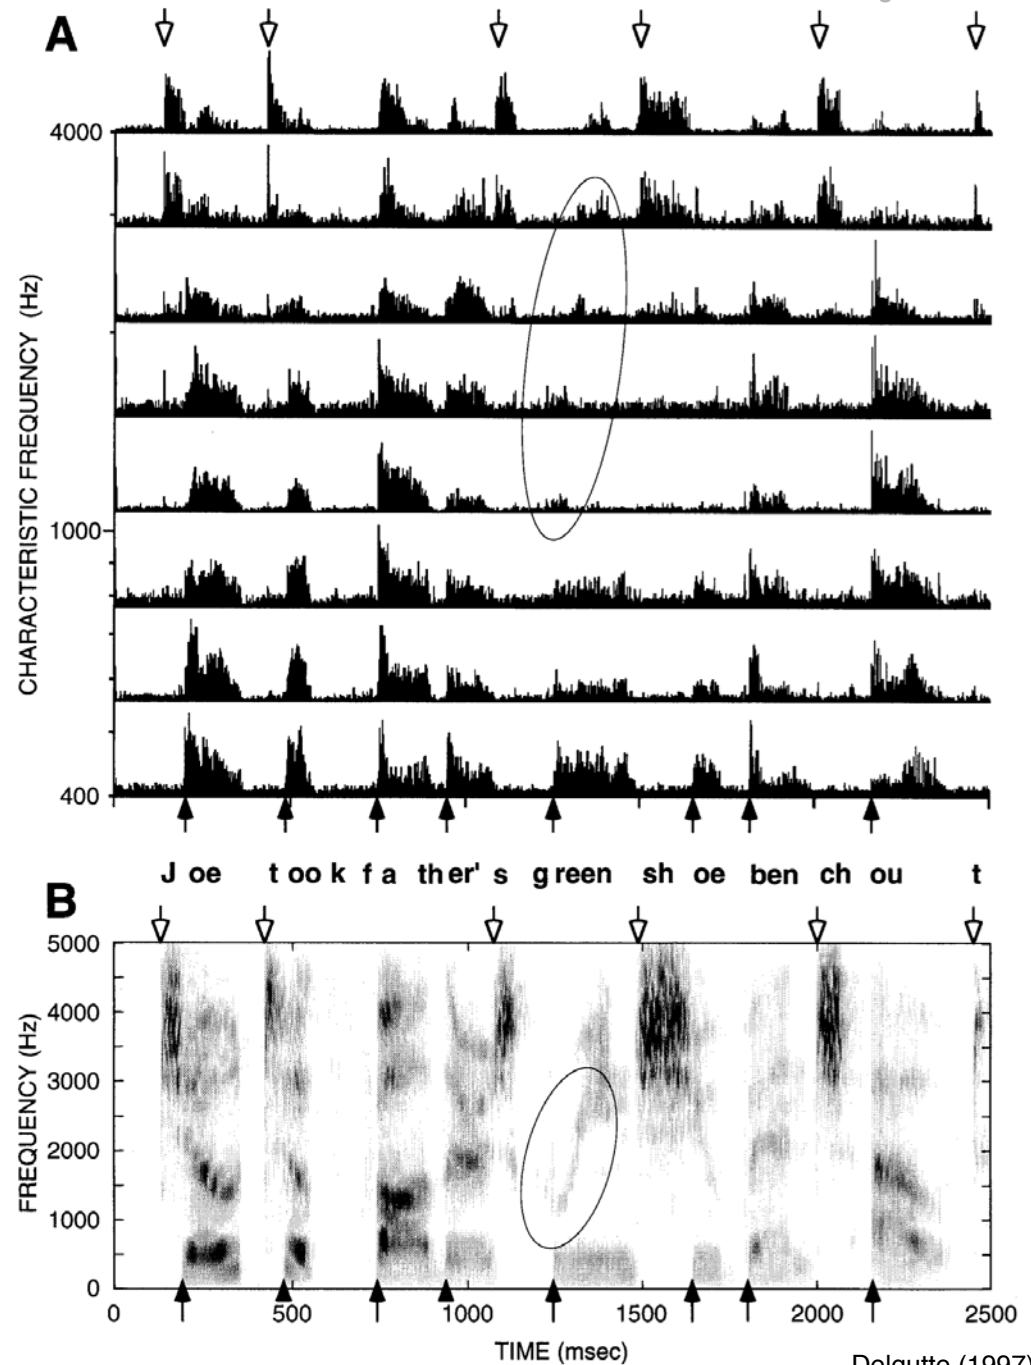 A
4000
1000
400
CHARACTERISTIC FREQUENCY (Hz)
J oe t oo k f a th er' s g reen sh oe ben ch ou t
B
5000
4000
3000
2000
1000
0
FREQUENCY (Hz)
0 500 1000 1500 2000 2500
TIME (msec)
Delgutte (1997)